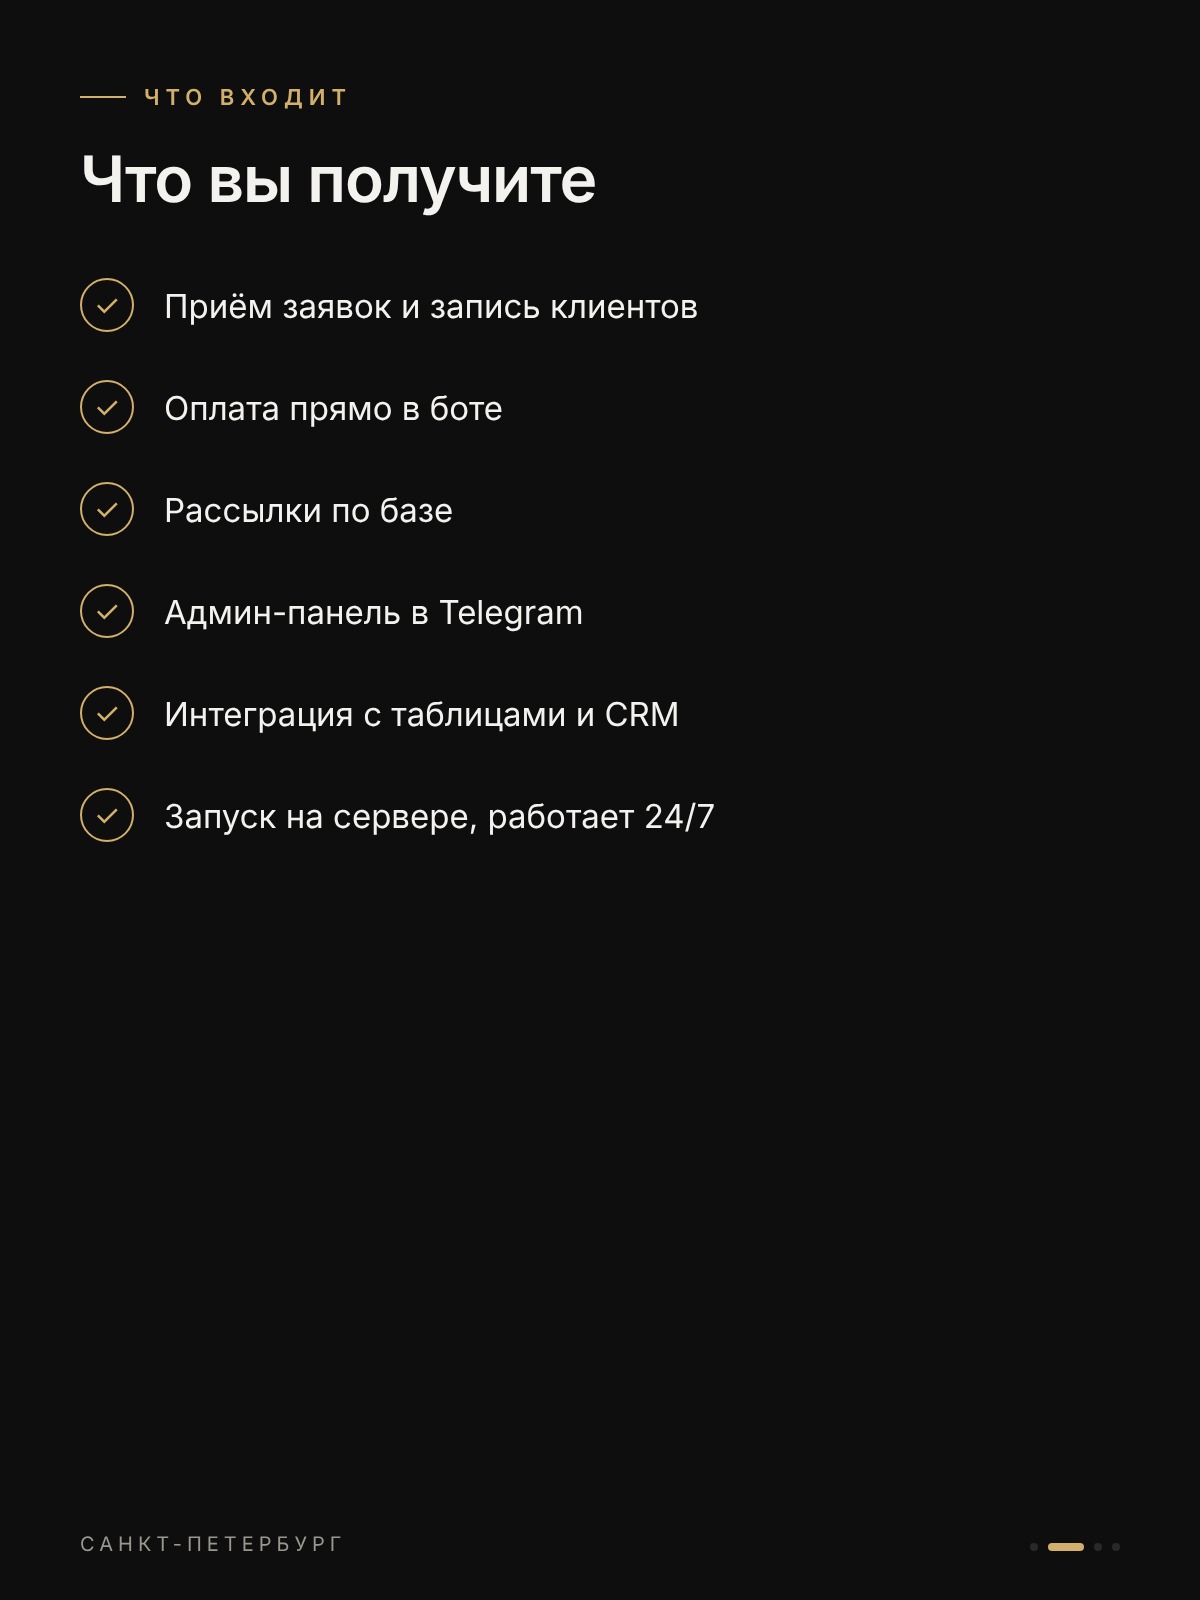 ЧТО ВХОДИТ
Что вы получите
Приём заявок и запись клиентов
Оплата прямо в боте
Рассылки по базе
Админ-панель в Telegram
Интеграция с таблицами и CRM
Запуск на сервере, работает 24/7
САНКТ-ПЕТЕРБУРГ